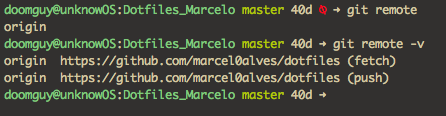 doomguy@unknowOS:Dotfiles_Marcelo master 40d ➜ git remote
origin
doomguy@unknowOS:Dotfiles_Marcelo master 40d ➜ git remote -v
origin  https://github.com/marcel0alves/dotfiles (fetch)
origin  https://github.com/marcel0alves/dotfiles (push)
doomguy@unknowOS:Dotfiles_Marcelo master 40d ➜